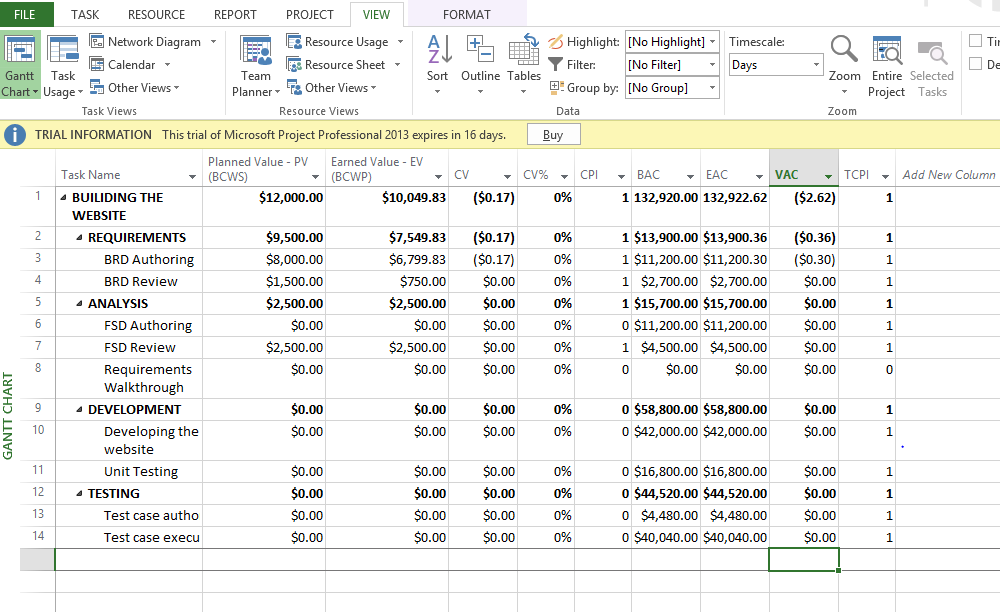 FILE TASK RESOURCE REPORT PROJECT VIEW FORMAT
Network Diagram Resource Usage Highlight: [No Highlight] Timescale:
Calendar Resource Sheet Filter: [No Filter] Days
Gantt Chart Task Usage Other Views Team Planner Other Views Sort Outline Tables Group by: [No Group] Zoom Entire Project Selected Tasks
Task Views Resource Views Data Zoom
TRIAL INFORMATION This trial of Microsoft Project Professional 2013 expires in 16 days. Buy
Task Name Planned Value - PV (BCWS) Earned Value - EV (BCWP) CV CV% CPI BAC EAC VAC TCPI Add New Column
1 BUILDING THE WEBSITE $12,000.00 $10,049.83 ($0.17) 0% 1 132,920.00 132,922.62 ($2.62) 1
2 REQUIREMENTS $9,500.00 $7,549.83 ($0.17) 0% 1 $13,900.00 $13,900.36 ($0.36) 1
3 BRD Authoring $8,000.00 $6,799.83 ($0.17) 0% 1 $11,200.00 $11,200.30 ($0.30) 1
4 BRD Review $1,500.00 $750.00 $0.00 0% 1 $2,700.00 $2,700.00 $0.00 1
5 ANALYSIS $2,500.00 $2,500.00 $0.00 0% 1 $15,700.00 $15,700.00 $0.00 1
6 FSD Authoring $0.00 $0.00 $0.00 0% 0 $11,200.00 $11,200.00 $0.00 1
7 FSD Review $2,500.00 $2,500.00 $0.00 0% 1 $4,500.00 $4,500.00 $0.00 1
8 Requirements Walkthrough $0.00 $0.00 $0.00 0% 0 $0.00 $0.00 $0.00 0
9 DEVELOPMENT $0.00 $0.00 $0.00 0% 0 $58,800.00 $58,800.00 $0.00 1
10 Developing the website $0.00 $0.00 $0.00 0% 0 $42,000.00 $42,000.00 $0.00 1
11 Unit Testing $0.00 $0.00 $0.00 0% 0 $16,800.00 $16,800.00 $0.00 1
12 TESTING $0.00 $0.00 $0.00 0% 0 $44,520.00 $44,520.00 $0.00 1
13 Test case autho $0.00 $0.00 $0.00 0% 0 $4,480.00 $4,480.00 $0.00 1
14 Test case execu $0.00 $0.00 $0.00 0% 0 $40,040.00 $40,040.00 $0.00 1
GANTT CHART